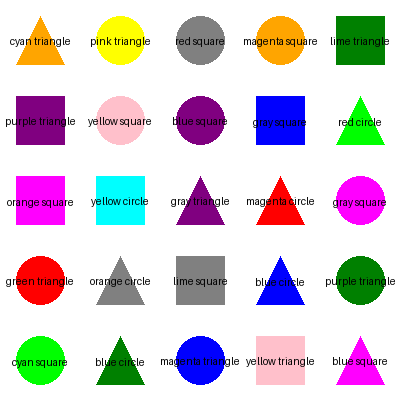 cyan triangle
pink triangle
red square
magenta square
lime triangle
purple triangle
yellow square
blue square
gray square
red circle
orange square
yellow circle
gray triangle
magenta circle
gray square
green triangle
orange circle
lime square
blue circle
purple triangle
cyan square
blue circle
magenta triangle
yellow triangle
blue square